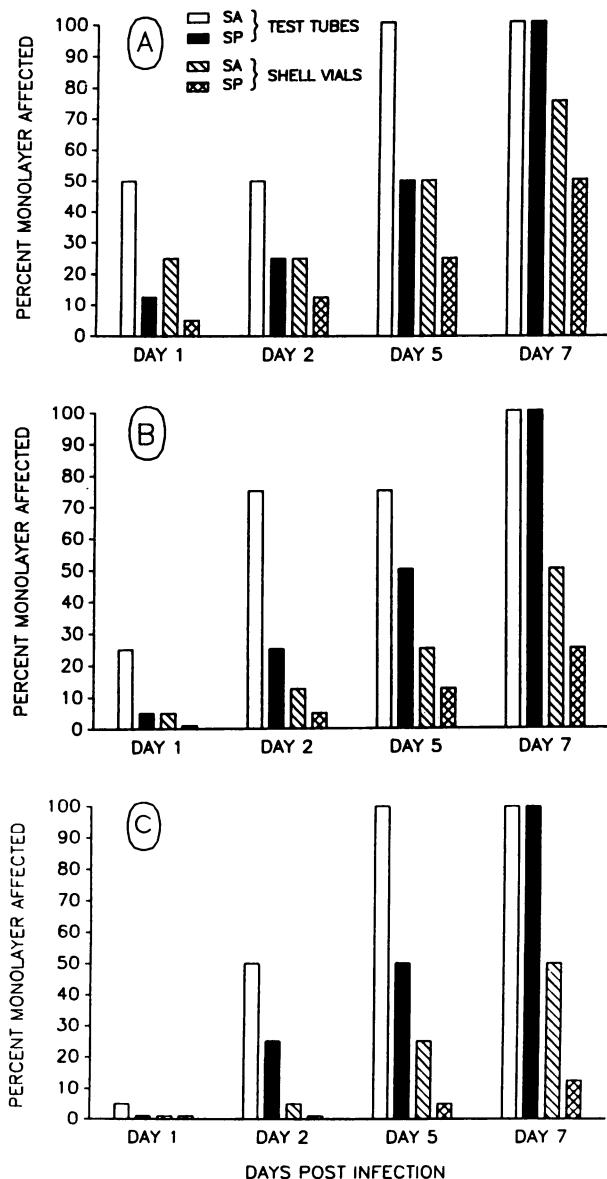 A
SA
SP
TEST TUBES
SA
SP
SHELL VIALS
PERCENT MONOLAYER AFFECTED
100
90
80
70
60
50
40
30
20
10
0
DAY 1 DAY 2 DAY 5 DAY 7
B
PERCENT MONOLAYER AFFECTED
100
90
80
70
60
50
40
30
20
10
0
DAY 1 DAY 2 DAY 5 DAY 7
C
PERCENT MONOLAYER AFFECTED
100
90
80
70
60
50
40
30
20
10
0
DAY 1 DAY 2 DAY 5 DAY 7
DAYS POST INFECTION